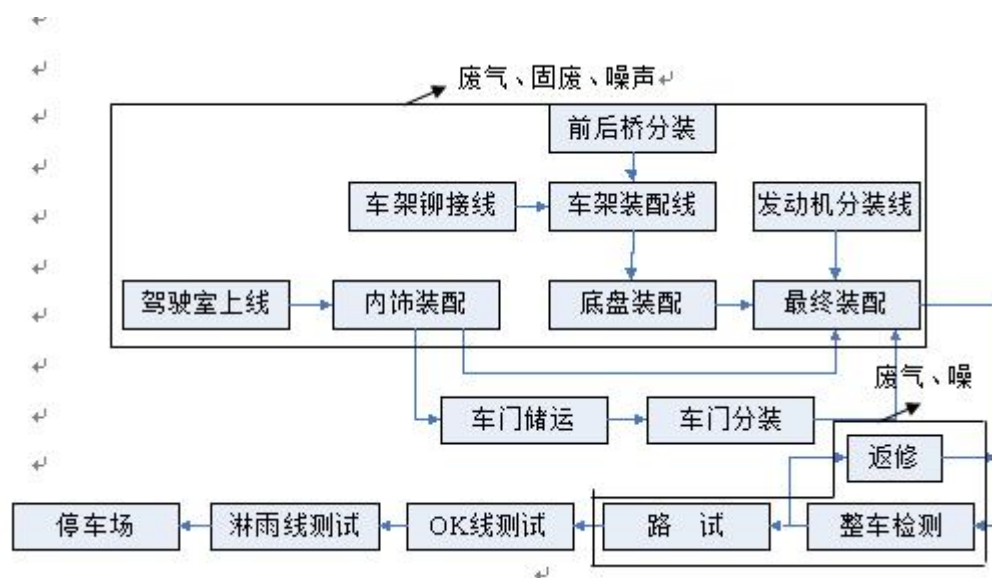 废气、固废、噪声
前后桥分装
车架铆接线
车架装配线
发动机分装线
驾驶室上线
内饰装配
底盘装配
最终装配
废气、噪
车门储运
车门分装
返修
停车场
淋雨线测试
OK线测试
路 试
整车检测